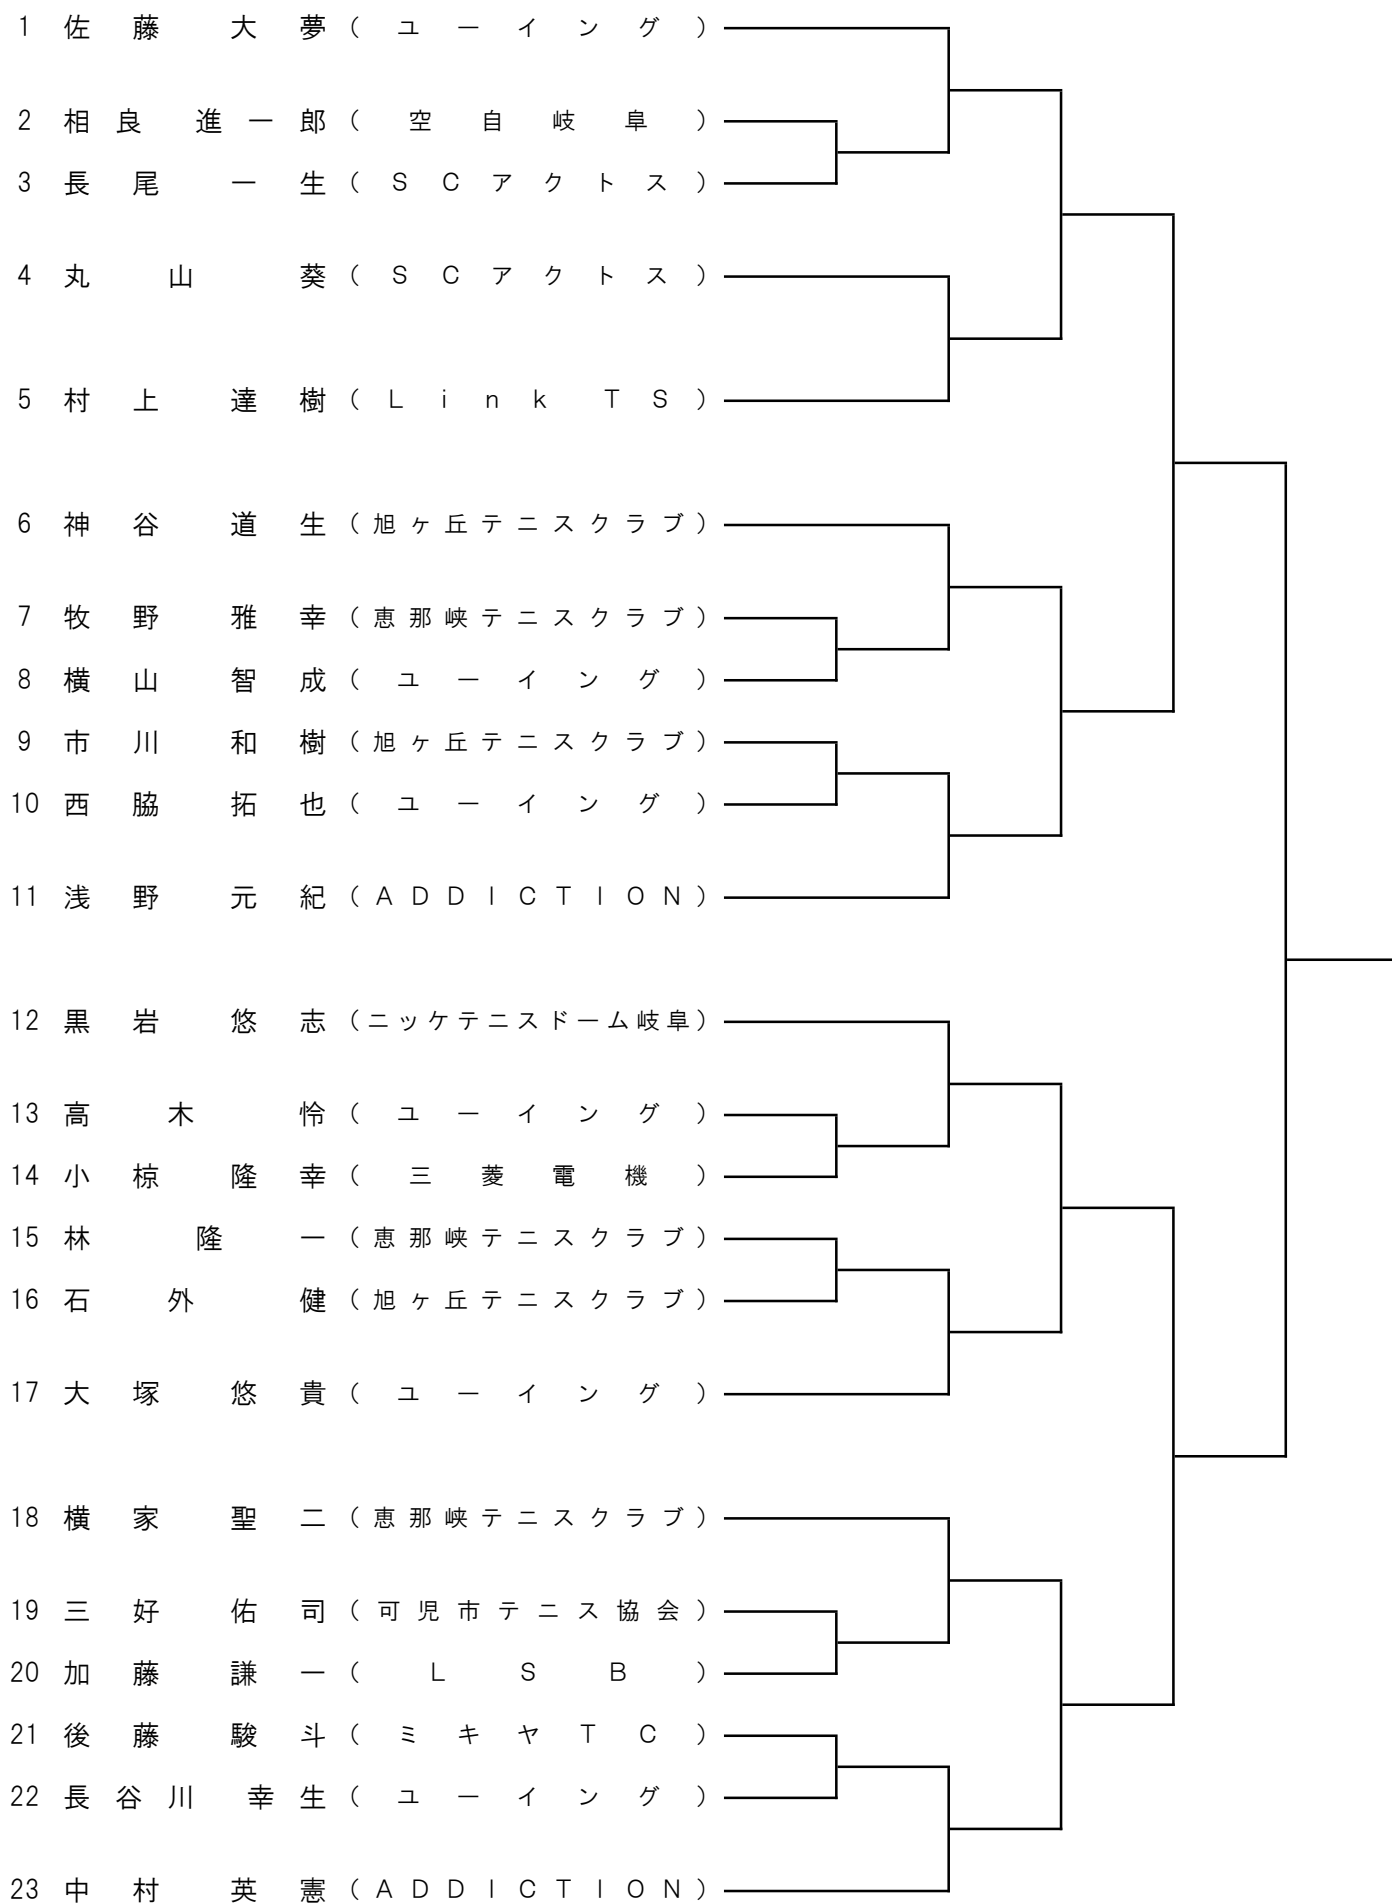 1 佐藤 大夢 (ユーイング)
2 相良 進一郎 (空自岐阜)
3 長尾 一生 (SCアクトス)
4 丸山 葵 (SCアクトス)
5 村上 達樹 (Link TS)
6 神谷 道生 (旭ヶ丘テニスクラブ)
7 牧野 雅幸 (恵那峡テニスクラブ)
8 横山 智成 (ユーイング)
9 市川 和樹 (旭ヶ丘テニスクラブ)
10 西脇 拓也 (ユーイング)
11 浅野 元紀 (ADDICTION)
12 黒岩 悠志 (ニッケテニスドーム岐阜)
13 高木 怜 (ユーイング)
14 小椋 隆幸 (三菱電機)
15 林 隆一 (恵那峡テニスクラブ)
16 石外 健 (旭ヶ丘テニスクラブ)
17 大塚 悠貴 (ユーイング)
18 横家 聖二 (恵那峡テニスクラブ)
19 三好 佑司 (可児市テニス協会)
20 加藤 謙一 (LSB)
21 後藤 駿斗 (ミキヤTC)
22 長谷川 幸生 (ユーイング)
23 中村 英憲 (ADDICTION)